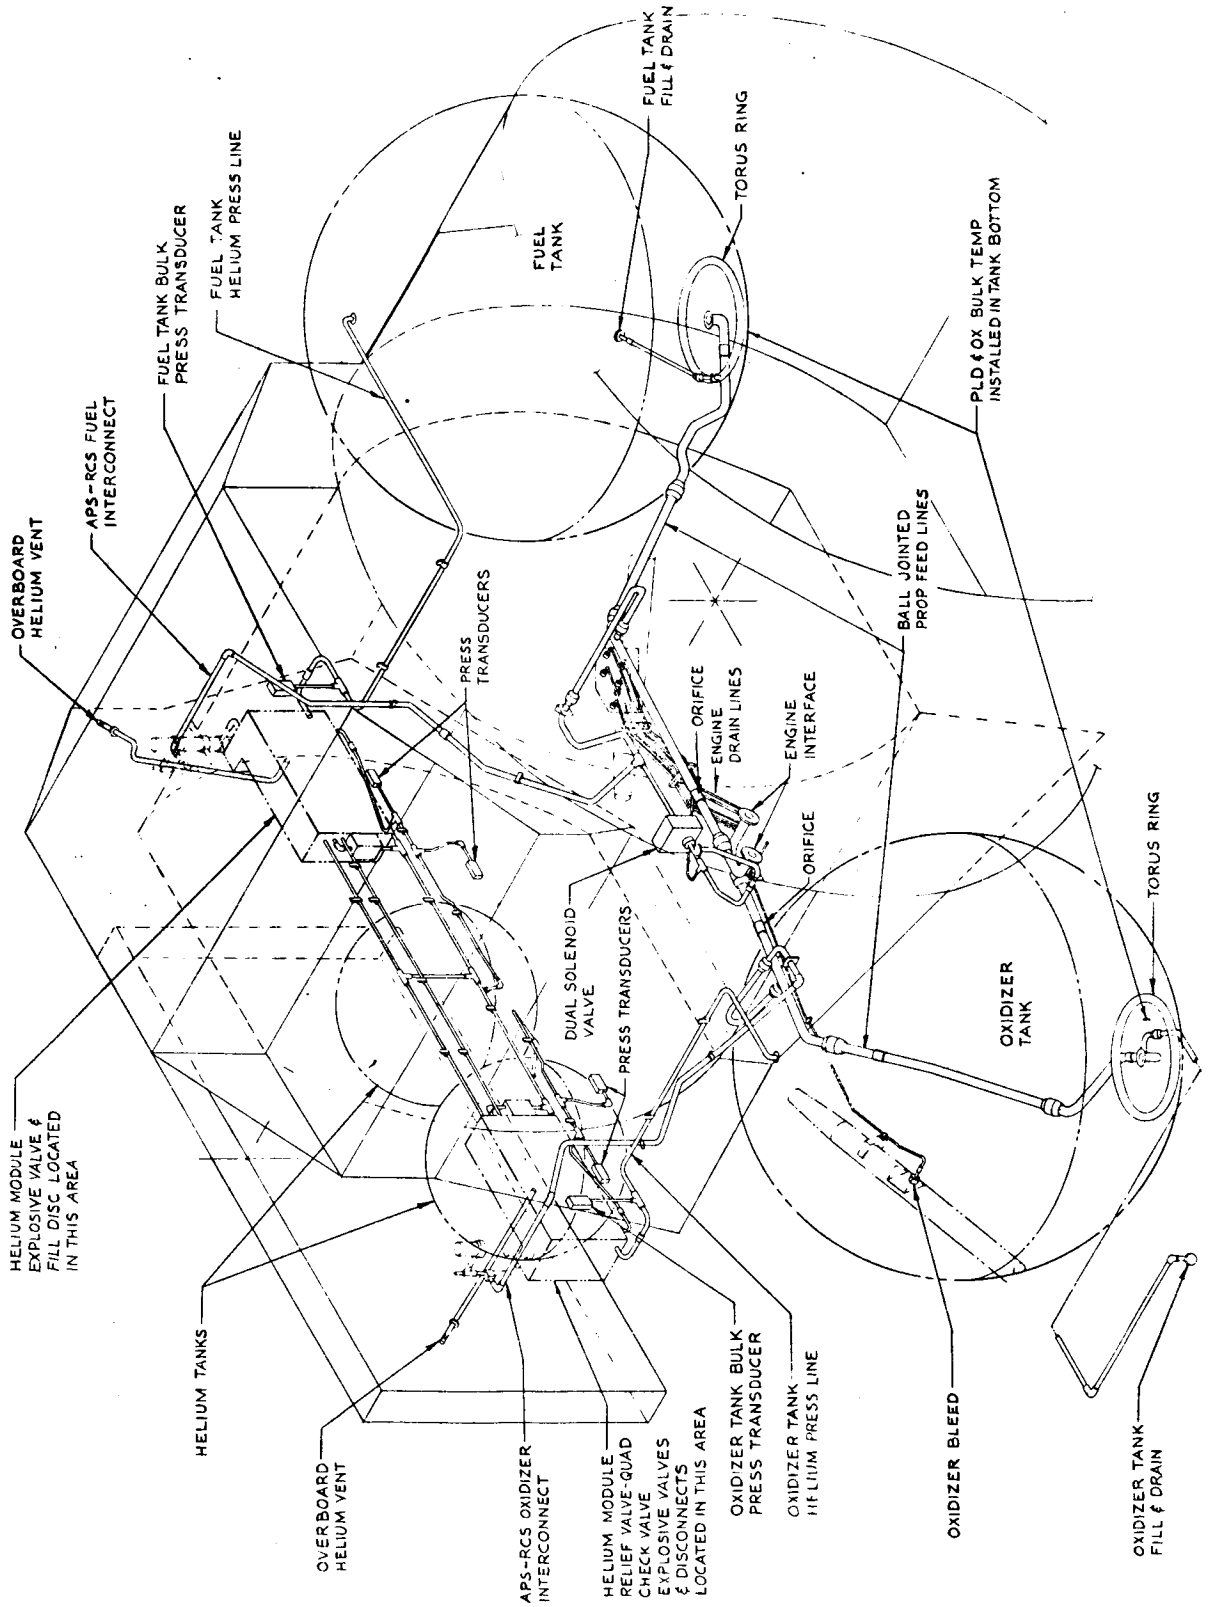 OVERBOARD
HELIUM VENT
APS-RCS FUEL
INTERCONNECT
FUEL TANK BULK
PRESS TRANSDUCER
FUEL TANK
HELIUM PRESS LINE
FUEL TANK
FILL & DRAIN
HELIUM MODULE
EXPLOSIVE VALVE &
FILL DISC LOCATED
IN THIS AREA
FUEL
TANK
TORUS RING
PRESS
TRANSDUCERS
HELIUM TANKS
PLD & OX BULK TEMP
INSTALLED IN TANK BOTTOM
BALL JOINTED
PROP FEED LINES
ORIFICE
ENGINE
DRAIN LINES
ENGINE
INTERFACE
DUAL SOLENOID
VALVE
ORIFICE
PRESS TRANSDUCERS
OVERBOARD
HELIUM VENT
OXIDIZER
TANK
TORUS RING
APS-RCS OXIDIZER
INTERCONNECT
HELIUM MODULE
RELIEF VALVE-QUAD
CHECK VALVE
EXPLOSIVE VALVES
& DISCONNECTS
LOCATED IN THIS AREA
OXIDIZER TANK BULK
PRESS TRANSDUCER
OXIDIZER TANK
HELIUM PRESS LINE
OXIDIZER BLEED
OXIDIZER TANK
FILL & DRAIN